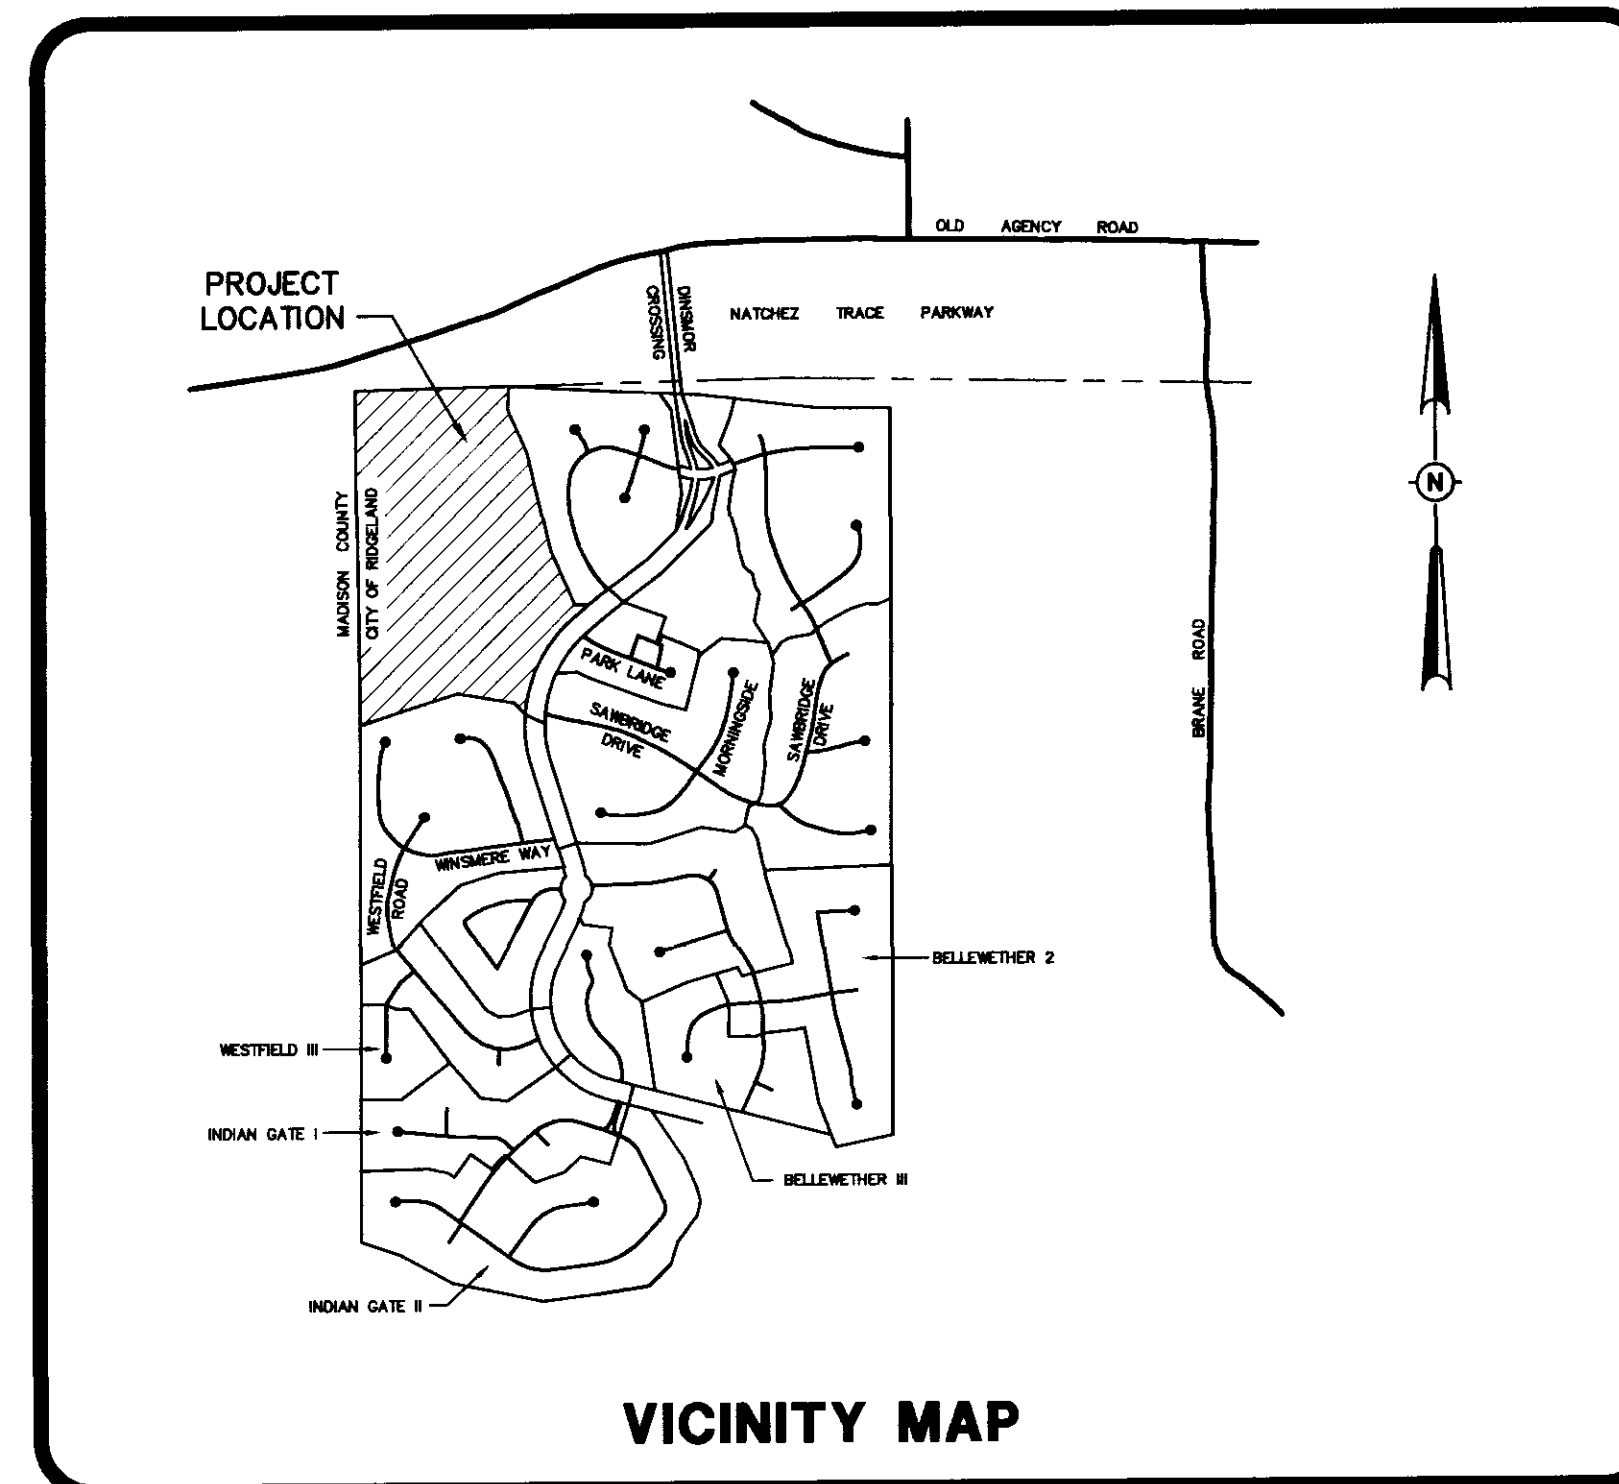 OLD AGENCY ROAD
PROJECT
LOCATION
DINSMOR
CROSSING
NATCHEZ TRACE PARKWAY
MADISON COUNTY
CITY OF RIDGELAND
N
PARK LANE
SAWBRIDGE
DRIVE
MORNINGSIDE
SAWBRIDGE
DRIVE
BRANE ROAD
WINSMERE WAY
WESTFIELD
ROAD
BELLEWETHER 2
WESTFIELD III
INDIAN GATE I
BELLEWETHER III
INDIAN GATE II
VICINITY MAP